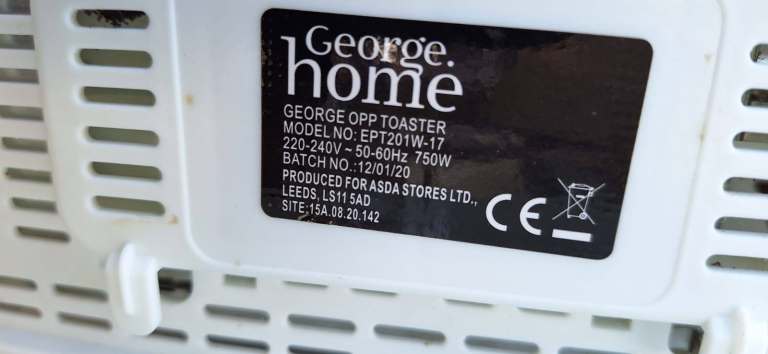 George.
home
GEORGE OPP TOASTER
MODEL NO: EPT201W-17
220-240V ~ 50-60Hz 750W
BATCH NO.:12/01/20
PRODUCED FOR ASDA STORES LTD.,
LEEDS, LS11 5AD
SITE:15A.08.20.142
CE